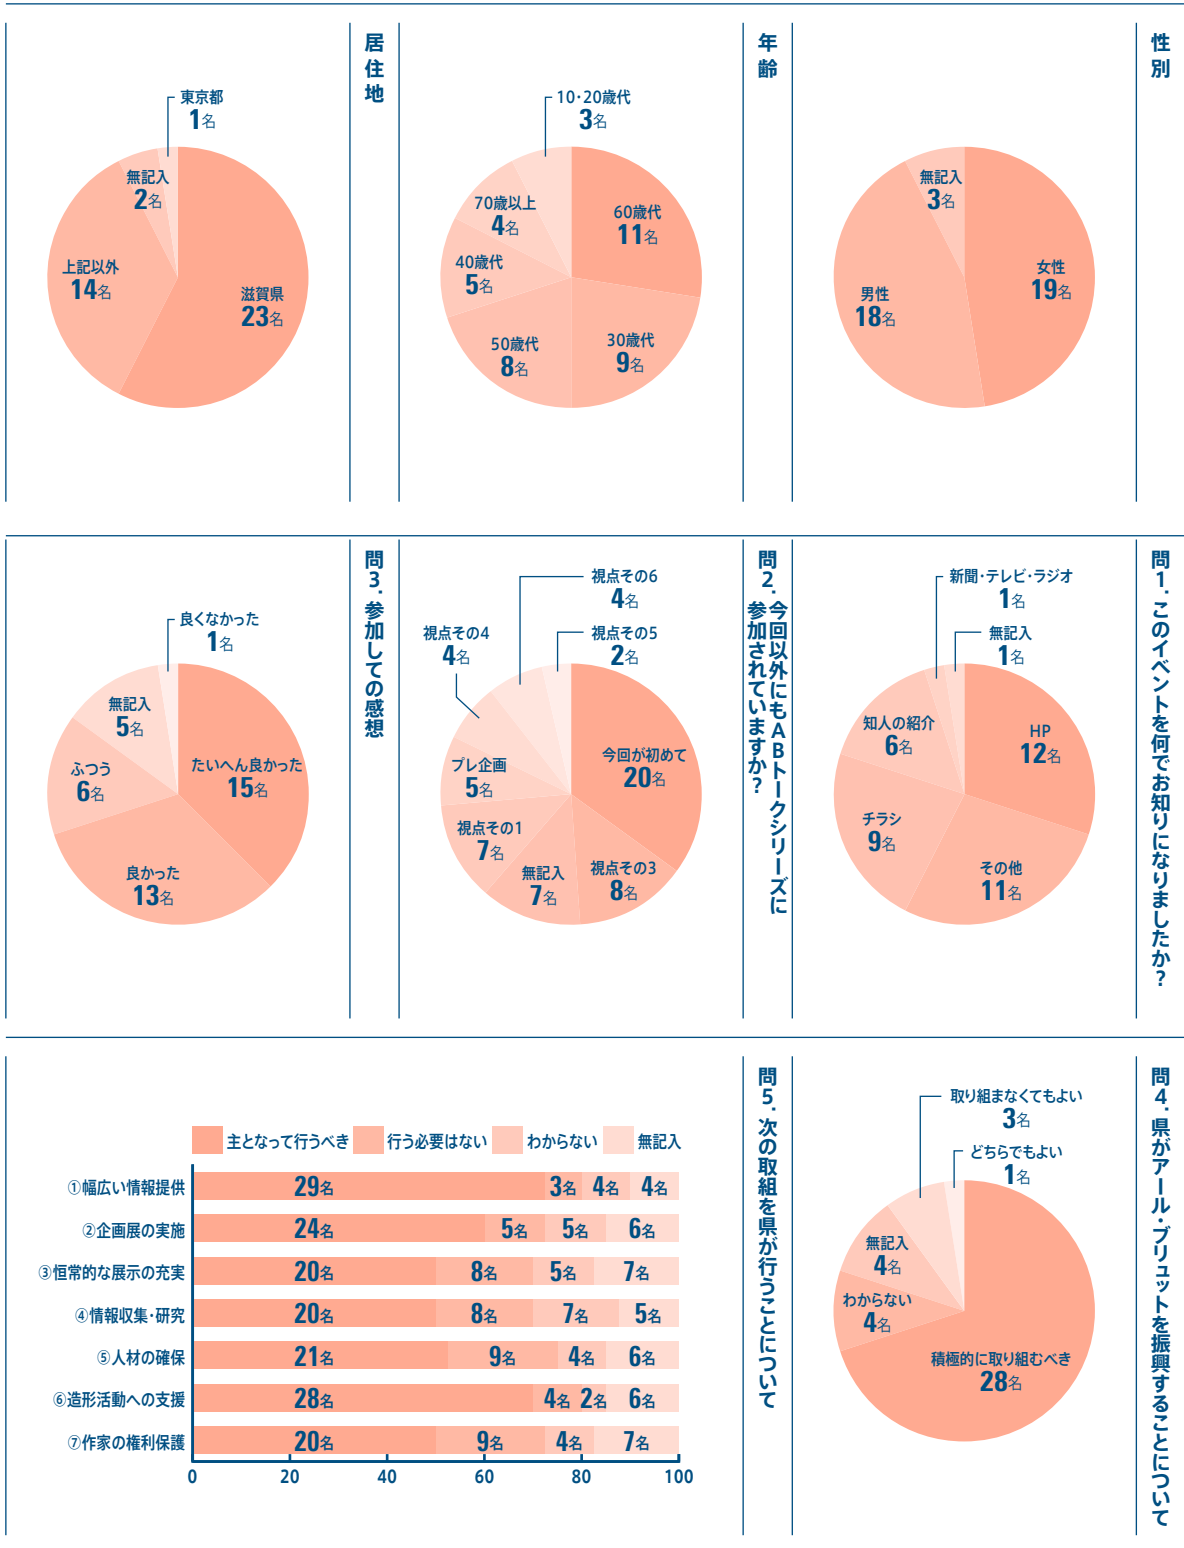 性別
女性
19名
男性
18名
無記入
3名
年齢
10・20歳代
3名
60歳代
11名
30歳代
9名
50歳代
8名
40歳代
5名
70歳以上
4名
居住地
東京都
1名
無記入
2名
上記以外
14名
滋賀県
23名
問1. このイベントを何でお知りになりましたか？
新聞・テレビ・ラジオ
1名
無記入
1名
HP
12名
その他
11名
チラシ
9名
知人の紹介
6名
問2. 今回以外にもABトークシリーズに
参加されていますか？
視点その6
4名
視点その5
2名
視点その4
4名
今回が初めて
20名
視点その3
8名
無記入
7名
視点その1
7名
プレ企画
5名
問3. 参加しての感想
良くなかった
1名
無記入
5名
ふつう
6名
たいへん良かった
15名
良かった
13名
問4. 県がアール・ブリュットを振興することについて
取り組まなくてもよい
3名
どちらでもよい
1名
無記入
4名
わからない
4名
積極的に取り組むべき
28名
問5. 次の取組を県が行うことについて
主となって行うべき 行う必要はない わからない 無記入
①幅広い情報提供 29名 3名 4名 4名
②企画展の実施 24名 5名 5名 6名
③恒常的な展示の充実 20名 8名 5名 7名
④情報収集・研究 20名 8名 7名 5名
⑤人材の確保 21名 9名 4名 6名
⑥造形活動への支援 28名 4名 2名 6名
⑦作家の権利保護 20名 9名 4名 7名
0 20 40 60 80 100